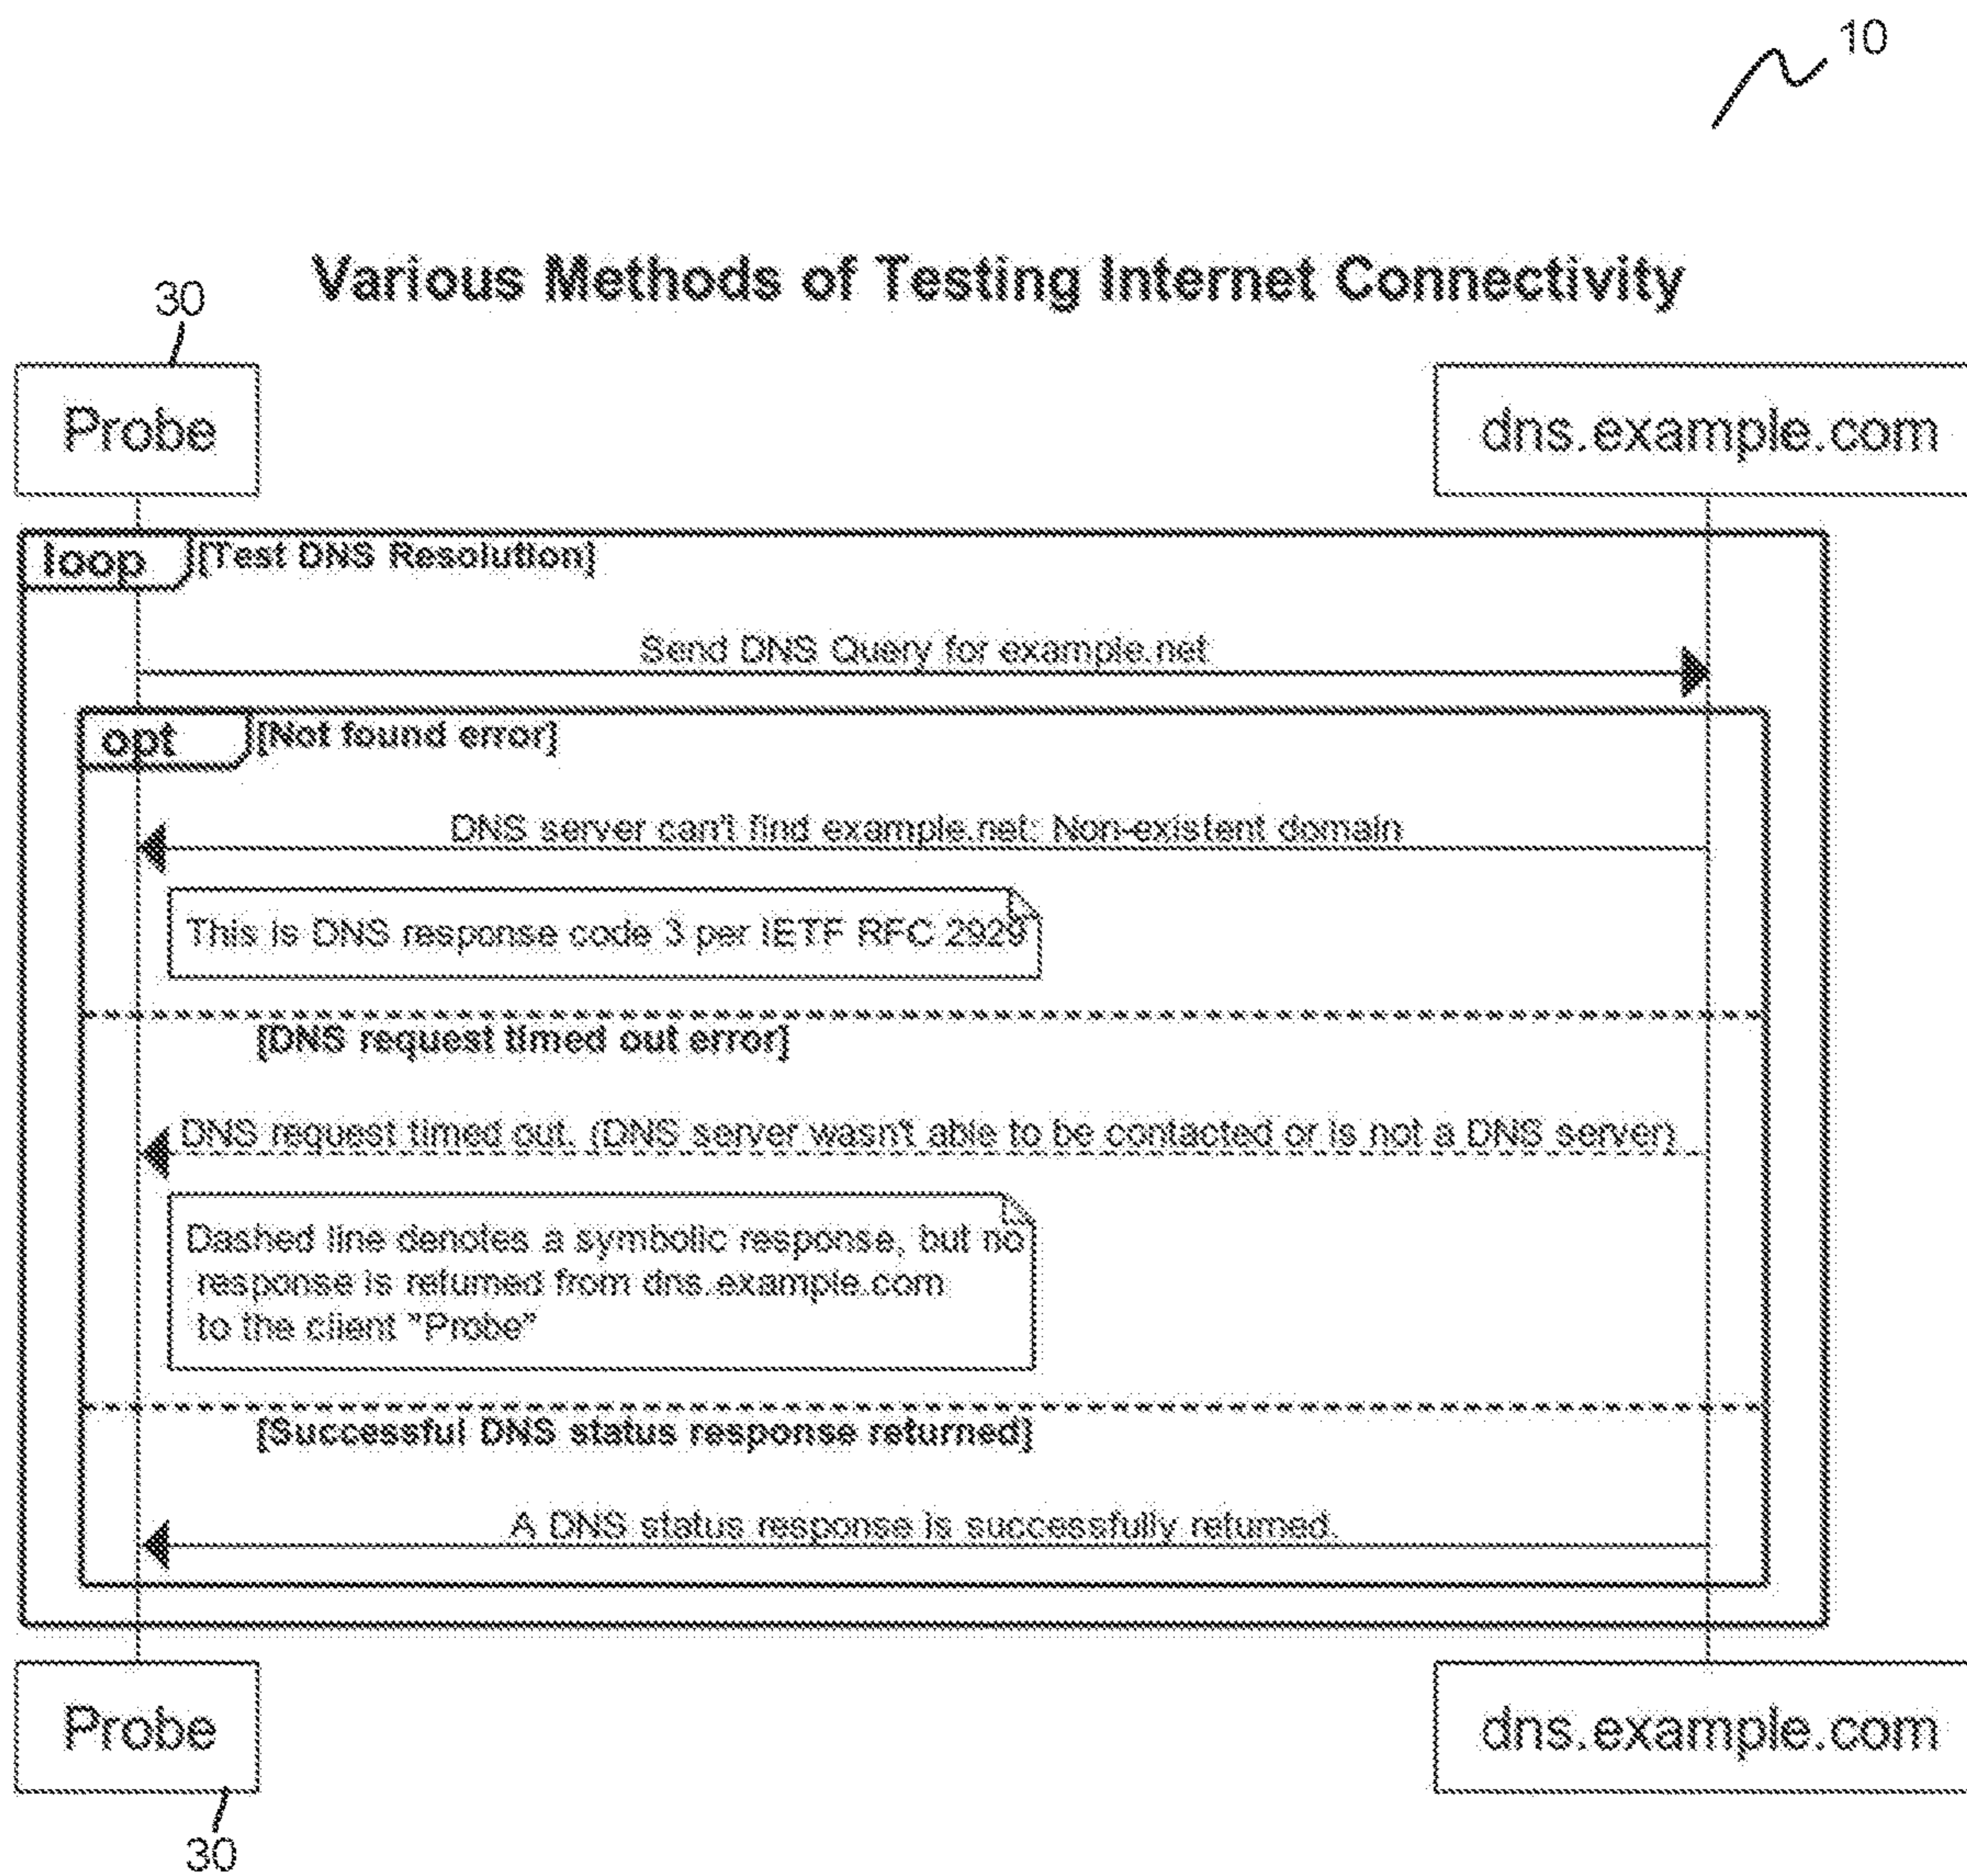 10
Various Methods of Testing Internet Connectivity
30
Probe
dns.example.com
loop
[Test DNS Resolution]
Send DNS Query for example.net
opt
[Not found error]
DNS server can't find example.net: Non-existent domain
This is DNS response code 3 per IETF RFC 2929
[DNS request timed out error]
DNS request timed out. (DNS server wasn't able to be contacted or is not a DNS server)
Dashed line denotes a symbolic response, but no
response is returned from dns.example.com
to the client "Probe"
[Successful DNS status response returned]
A DNS status response is successfully returned.
Probe
dns.example.com
30